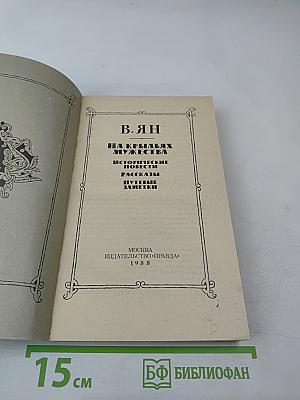 В. ЯН
НА КРЫЛЬЯХ
МУЖЕСТВА
ИСТОРИЧЕСКИЕ
ПОВЕСТИ
РАССКАЗЫ
ПУТЕВЫЕ
ЗАМЕТКИ
МОСКВА
ИЗДАТЕЛЬСТВО «ПРАВДА»
1988
15 см
БФ БИБЛИОФАН